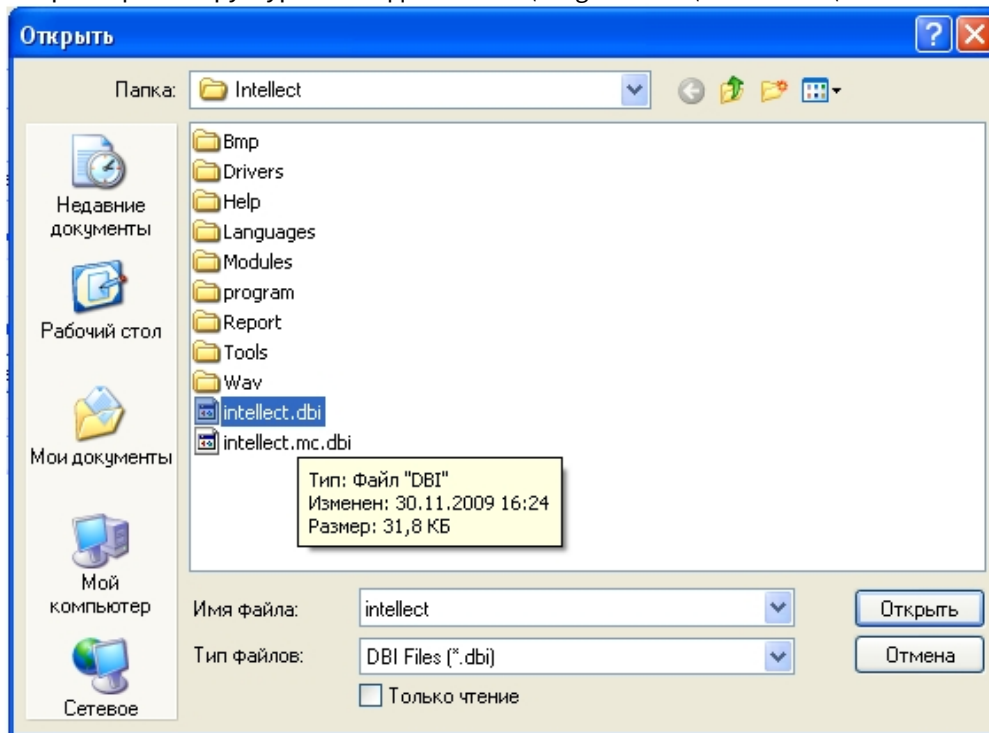 Открыть
Папка:
Intellect
Недавние
документы
Рабочий стол
Мои документы
Мой
компьютер
Сетевое
Bmp
Drivers
Help
Languages
Modules
program
Report
Tools
Wav
intellect.dbi
intellect.mc.dbi
Тип: Файл "DBI"
Изменен: 30.11.2009 16:24
Размер: 31,8 КБ
Имя файла:
intellect
Открыть
Тип файлов:
DBI Files (*.dbi)
Отмена
Только чтение